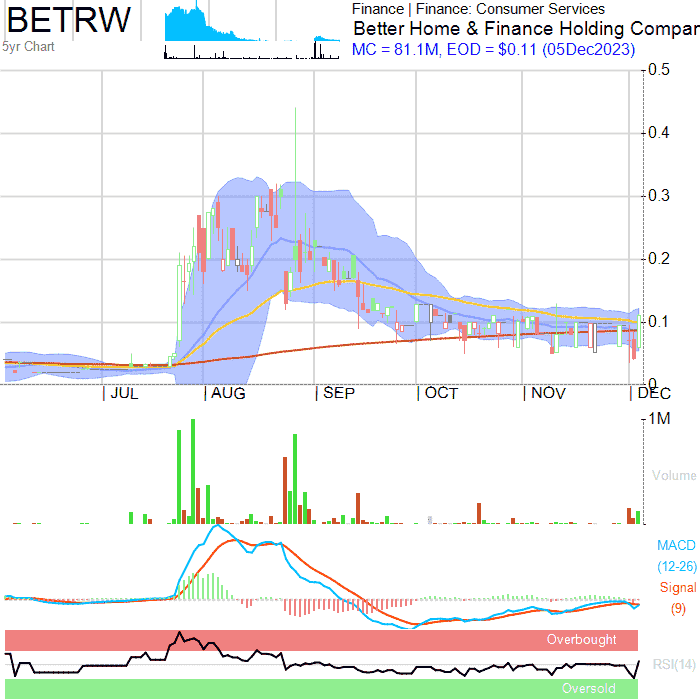 BETRW
5yr Chart
Finance | Finance: Consumer Services
Better Home & Finance Holding Compar
MC = 81.1M, EOD = $0.11 (05Dec2023)
0.5
0.4
0.3
0.2
0.1
0
JUL AUG SEP OCT NOV DEC
1M
Volume
MACD
(12-26)
Signal
(9)
Overbought
RSI(14)
Oversold